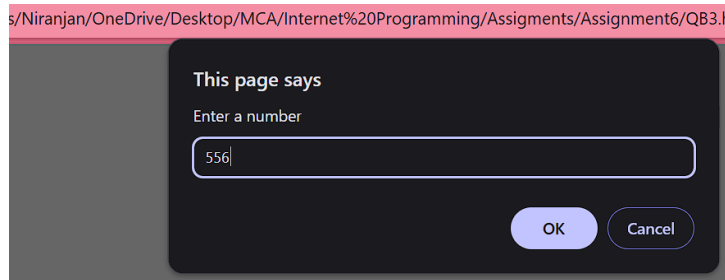 s/Niranjan/OneDrive/Desktop/MCA/Internet%20Programming/Assigments/Assignment6/QB3.h
This page says
Enter a number
556
OK
Cancel